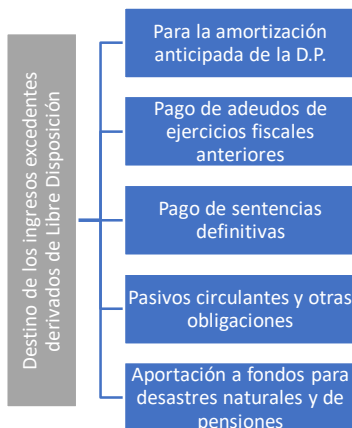 Destino de los ingresos excedentes
derivados de Libre Disposición
Para la amortización
anticipada de la D.P.
Pago de adeudos de
ejercicios fiscales
anteriores
Pago de sentencias
definitivas
Pasivos circulantes y otras
obligaciones
Aportación a fondos para
desastres naturales y de
pensiones